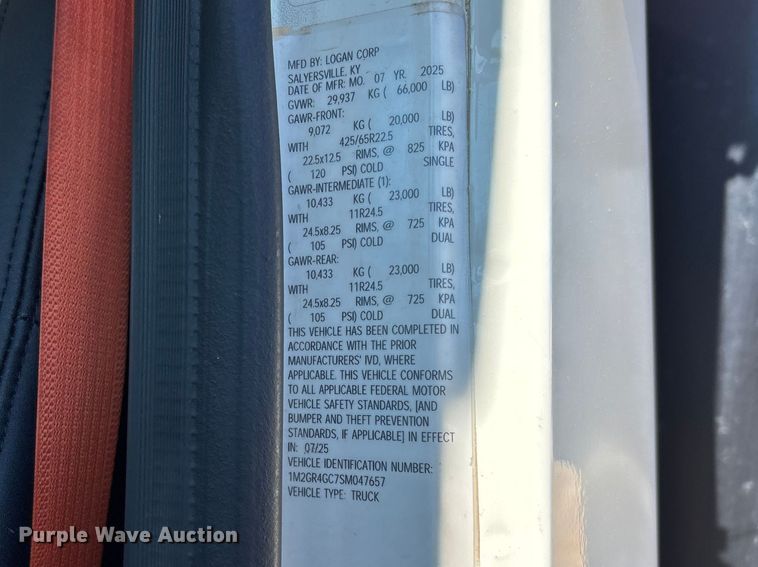 MFD BY: LOGAN CORP
SALYERSVILLE, KY
DATE OF MFR: MO. 07 YR. 2025
GVWR: 29,937 KG ( 66,000 LB)
GAWR-FRONT:
9,072 KG ( 20,000 LB)
WITH 425/65R22.5 TIRES,
22.5x12.5 RIMS, @ 825 KPA
( 120 PSI) COLD SINGLE
GAWR-INTERMEDIATE (1):
10,433 KG ( 23,000 LB)
WITH 11R24.5 TIRES,
24.5x8.25 RIMS, @ 725 KPA
( 105 PSI) COLD DUAL
GAWR-REAR:
10,433 KG ( 23,000 LB)
WITH 11R24.5 TIRES,
24.5x8.25 RIMS, @ 725 KPA
( 105 PSI) COLD DUAL
THIS VEHICLE HAS BEEN COMPLETED IN
ACCORDANCE WITH THE PRIOR
MANUFACTURERS' IVD, WHERE
APPLICABLE. THIS VEHICLE CONFORMS
TO ALL APPLICABLE FEDERAL MOTOR
VEHICLE SAFETY STANDARDS, [AND
BUMPER AND THEFT PREVENTION
STANDARDS, IF APPLICABLE] IN EFFECT
IN: 07/25
VEHICLE IDENTIFICATION NUMBER:
1M2GR4GC7SM047657
VEHICLE TYPE: TRUCK
Purple Wave Auction